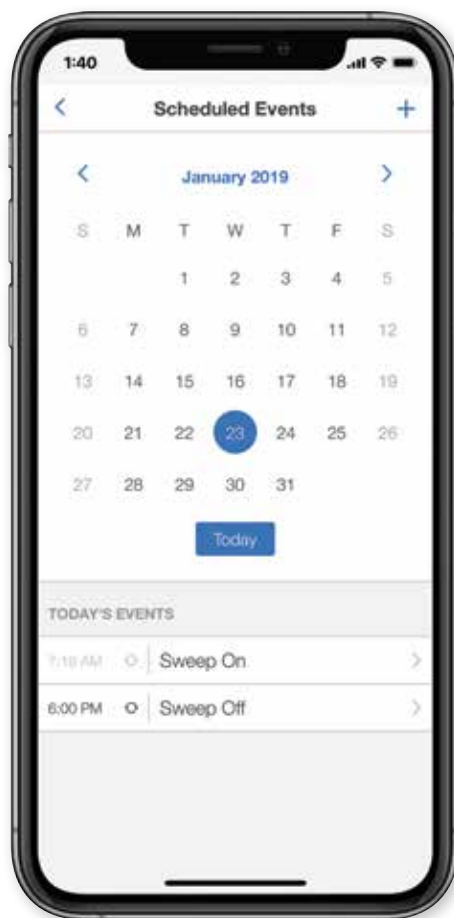 1:40
Scheduled Events
January 2019
S M T W T F S
1 2 3 4 5
6 7 8 9 10 11 12
13 14 15 16 17 18 19
20 21 22 23 24 25 26
27 28 29 30 31
Today
TODAY'S EVENTS
AM Sweep On
6:00 PM Sweep Off